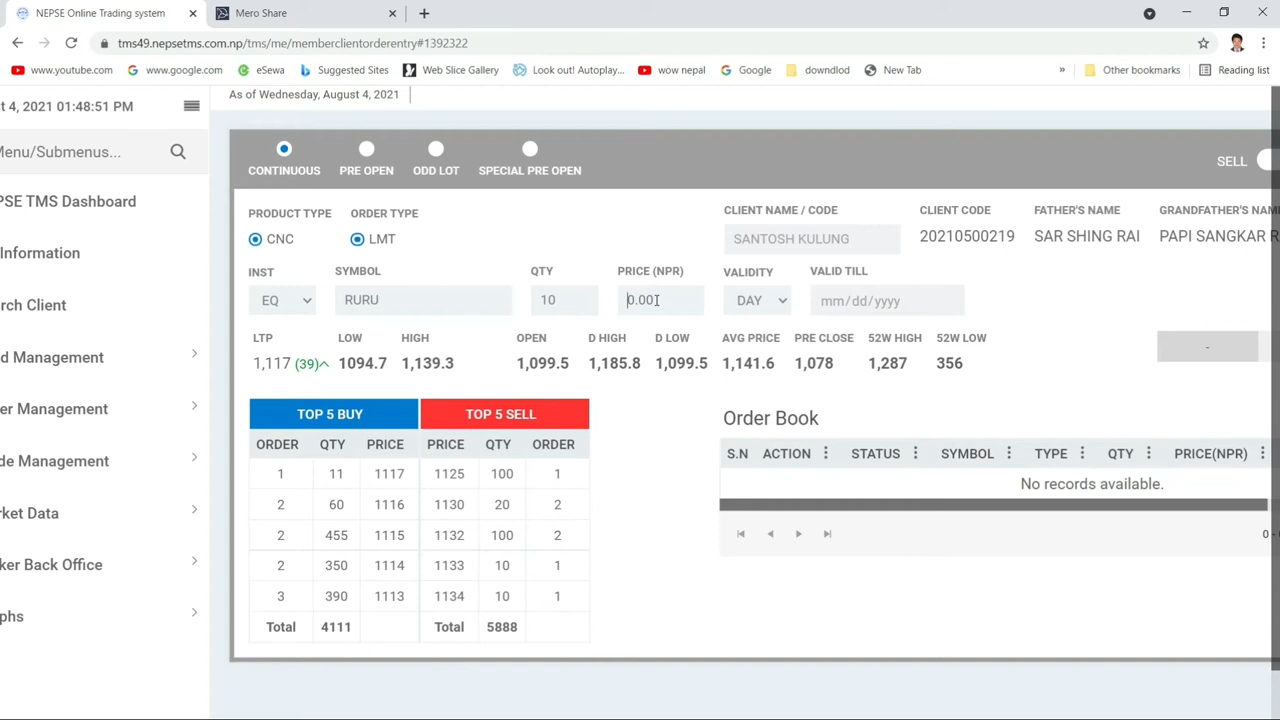 NEPSE Online Trading system
Mero Share
tms49.nepsetms.com.np/tms/me/memberclientorderentry#1392322
www.youtube.com www.google.com eSewa Suggested Sites Web Slice Gallery Look out! Autoplay... wow nepal Google downdlod New Tab » Other bookmarks Reading list
t 4, 2021 01:48:51 PM
As of Wednesday, August 4, 2021
Menu/Submenus...
PSE TMS Dashboard
Information
rch Client
d Management
er Management
de Management
rket Data
ker Back Office
phs
CONTINUOUS PRE OPEN ODD LOT SPECIAL PRE OPEN SELL
PRODUCT TYPE ORDER TYPE
CNC LMT
CLIENT NAME / CODE CLIENT CODE FATHER'S NAME GRANDFATHER'S NAM
SANTOSH KULUNG 20210500219 SAR SHING RAI PAPI SANGKAR R
INST SYMBOL QTY PRICE (NPR) VALIDITY VALID TILL
EQ RURU 10 0.00 DAY mm/dd/yyyy
LTP LOW HIGH OPEN D HIGH D LOW AVG PRICE PRE CLOSE 52W HIGH 52W LOW
1,117 (39) 1094.7 1,139.3 1,099.5 1,185.8 1,099.5 1,141.6 1,078 1,287 356
-
TOP 5 BUY TOP 5 SELL
ORDER QTY PRICE PRICE QTY ORDER
1 11 1117 1125 100 1
2 60 1116 1130 20 2
2 455 1115 1132 100 2
2 350 1114 1133 10 1
3 390 1113 1134 10 1
Total 4111 Total 5888
Order Book
S.N ACTION STATUS SYMBOL TYPE QTY PRICE(NPR)
No records available.
0 -